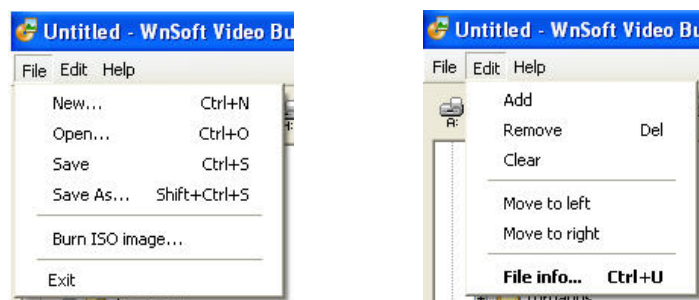 Untitled - WnSoft Video Bu
File Edit Help
New... Ctrl+N
Open... Ctrl+O
Save Ctrl+S
Save As... Shift+Ctrl+S
Burn ISO image...
Exit
Untitled - WnSoft Video Bu
File Edit Help
A:
Add
Remove Del
Clear
Move to left
Move to right
File info... Ctrl+U